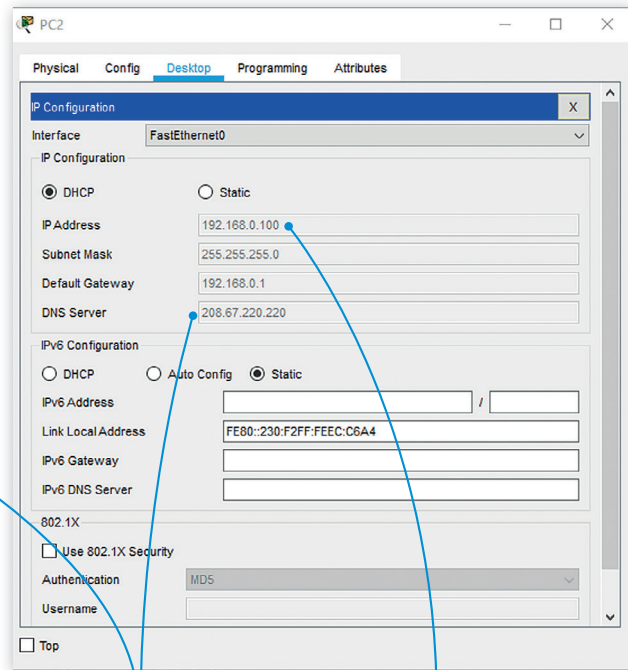 PC2
Physical Config Desktop Programming Attributes
IP Configuration X
Interface FastEthernet0
IP Configuration
DHCP Static
IP Address 192.168.0.100
Subnet Mask 255.255.255.0
Default Gateway 192.168.0.1
DNS Server 208.67.220.220
IPv6 Configuration
DHCP Auto Config Static
IPv6 Address /
Link Local Address FE80::230:F2FF:FEEC:C6A4
IPv6 Gateway
IPv6 DNS Server
802.1X
Use 802.1X Security
Authentication MD5
Username
Top